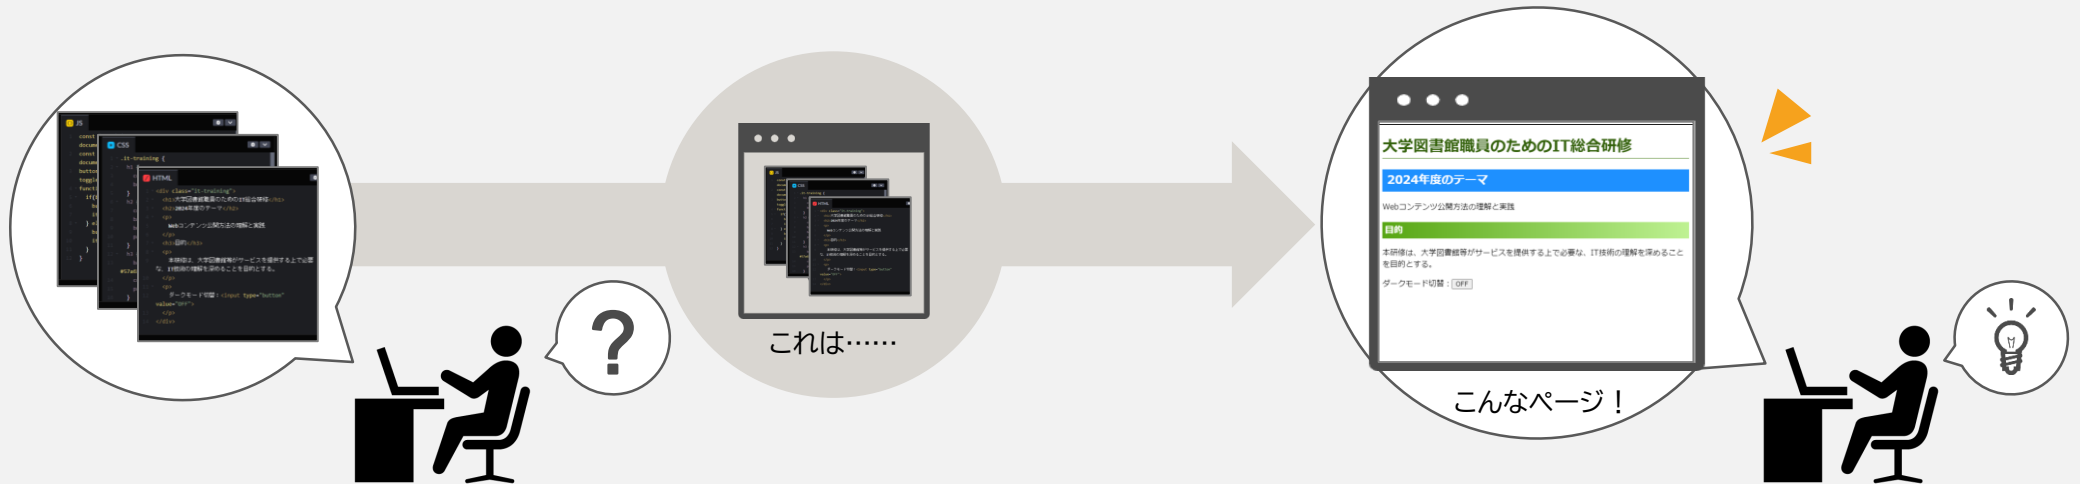 JS
const
docume
const
docume
button
toggle
functi
if(t
CSS
.it-training {
HTML
<div class="it-training">
<h1>大学図書館職員のためのIT総合研修</h1>
<h2>2024年度のテーマ</h2>
<p>
Webコンテンツ公開方法の理解と実践
</p>
<h3>目的</h3>
<p>
本研修は、大学図書館等がサービスを提供する上で必要
な、IT技術の理解を深めることを目的とする。
</p>
<p>
ダークモード切替：<input type="button"
value="OFF">
</p>
</div>
?
これは……
大学図書館職員のためのIT総合研修
2024年度のテーマ
Webコンテンツ公開方法の理解と実践
目的
本研修は、大学図書館等がサービスを提供する上で必要な、IT技術の理解を深めること
を目的とする。
ダークモード切替：OFF
こんなページ！